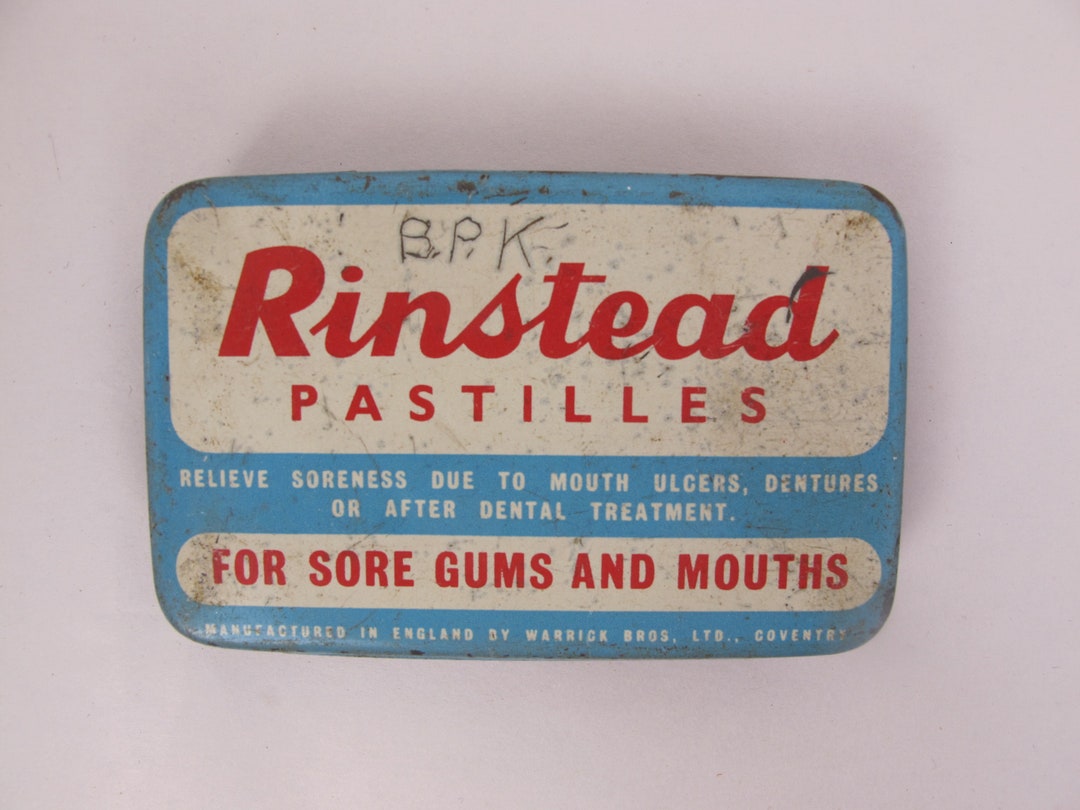 B.P.K.
Rinstead
PASTILLES
RELIEVE SORENESS DUE TO MOUTH ULCERS, DENTURES
OR AFTER DENTAL TREATMENT.
FOR SORE GUMS AND MOUTHS
MANUFACTURED IN ENGLAND BY WARRICK BROS. LTD., COVENTRY